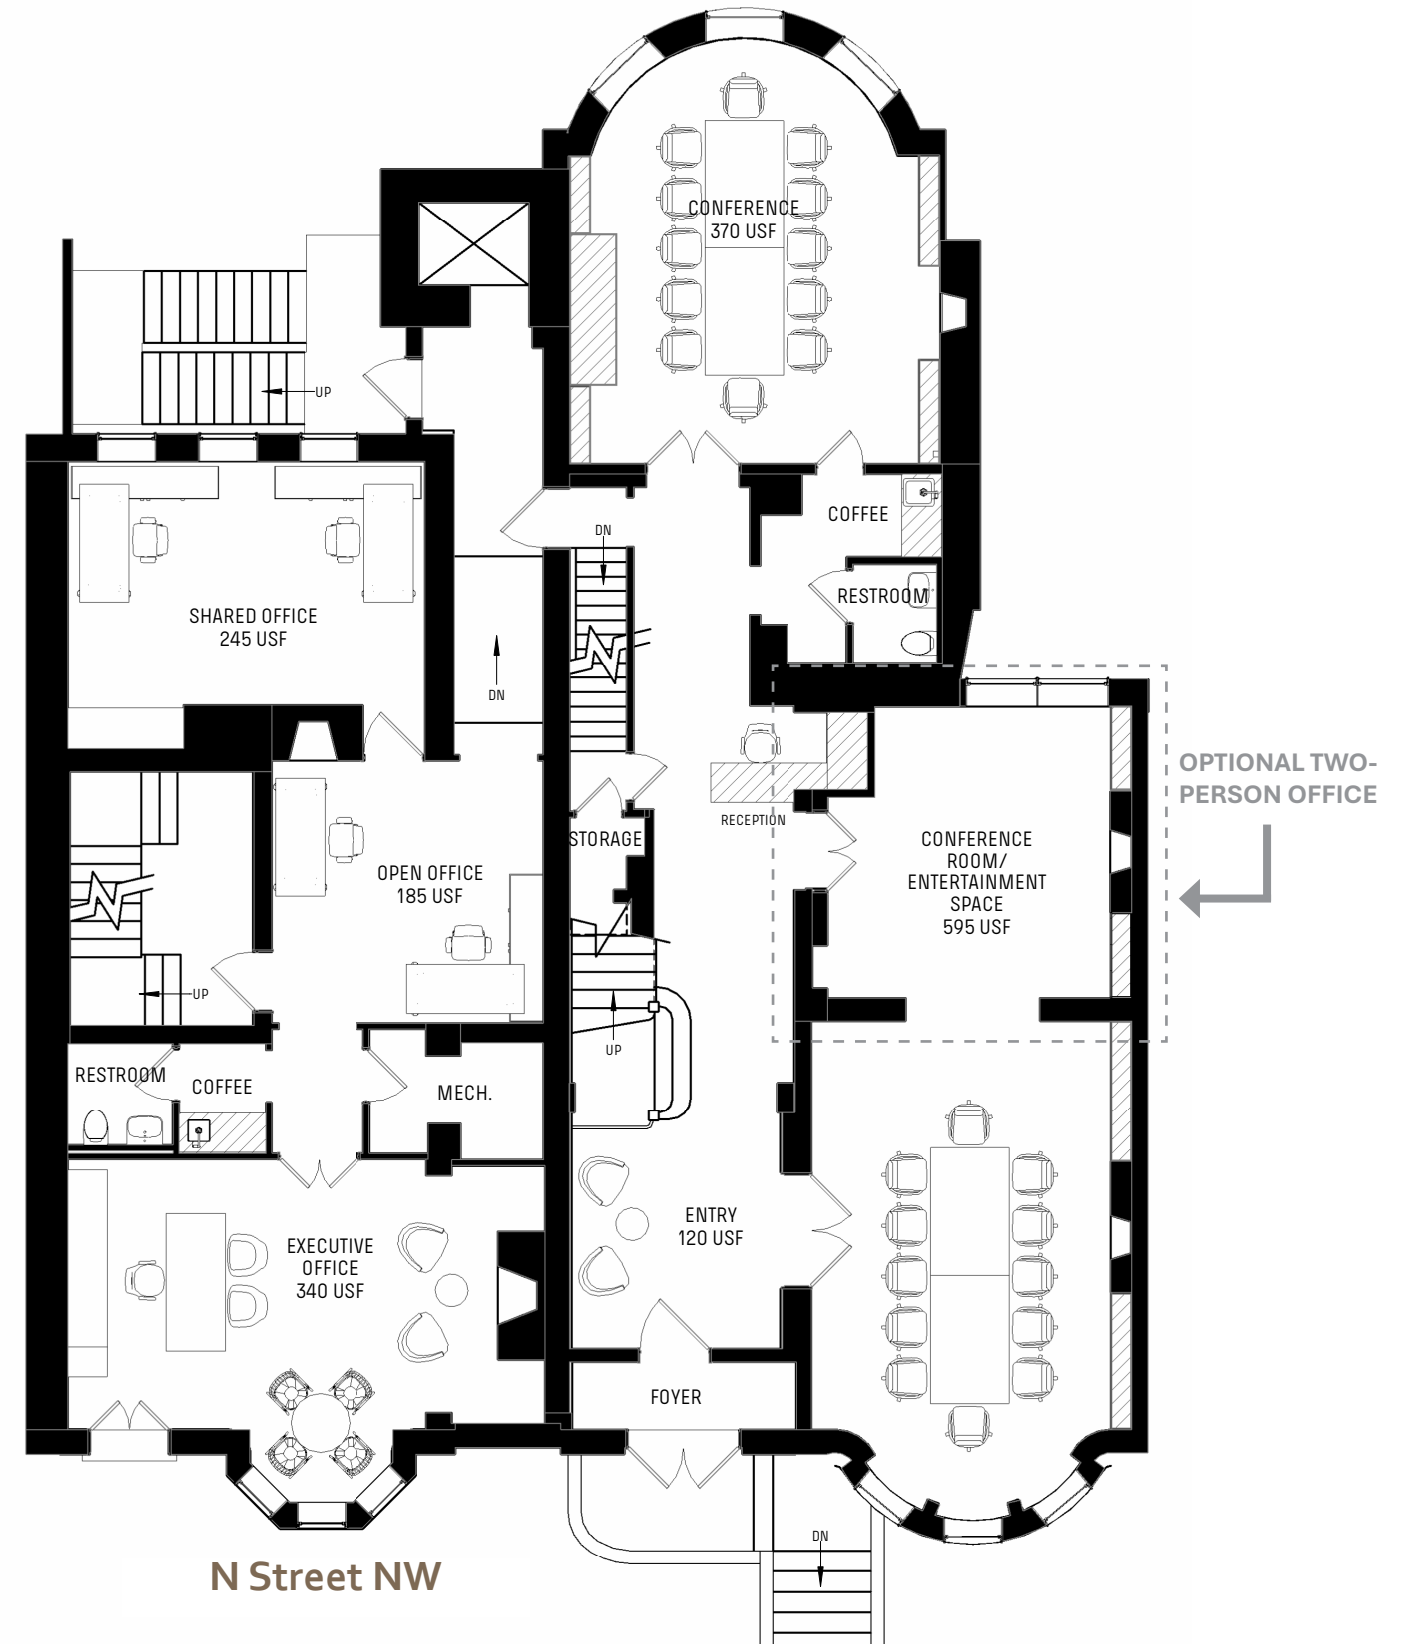 CONFERENCE
370 USF
UP
COFFEE
DN
RESTROOM
SHARED OFFICE
245 USF
DN
OPTIONAL TWO-
PERSON OFFICE
RECEPTION
STORAGE
CONFERENCE
ROOM/
ENTERTAINMENT
SPACE
595 USF
OPEN OFFICE
185 USF
UP
UP
RESTROOM
COFFEE
MECH.
ENTRY
120 USF
EXECUTIVE
OFFICE
340 USF
FOYER
DN
N Street NW